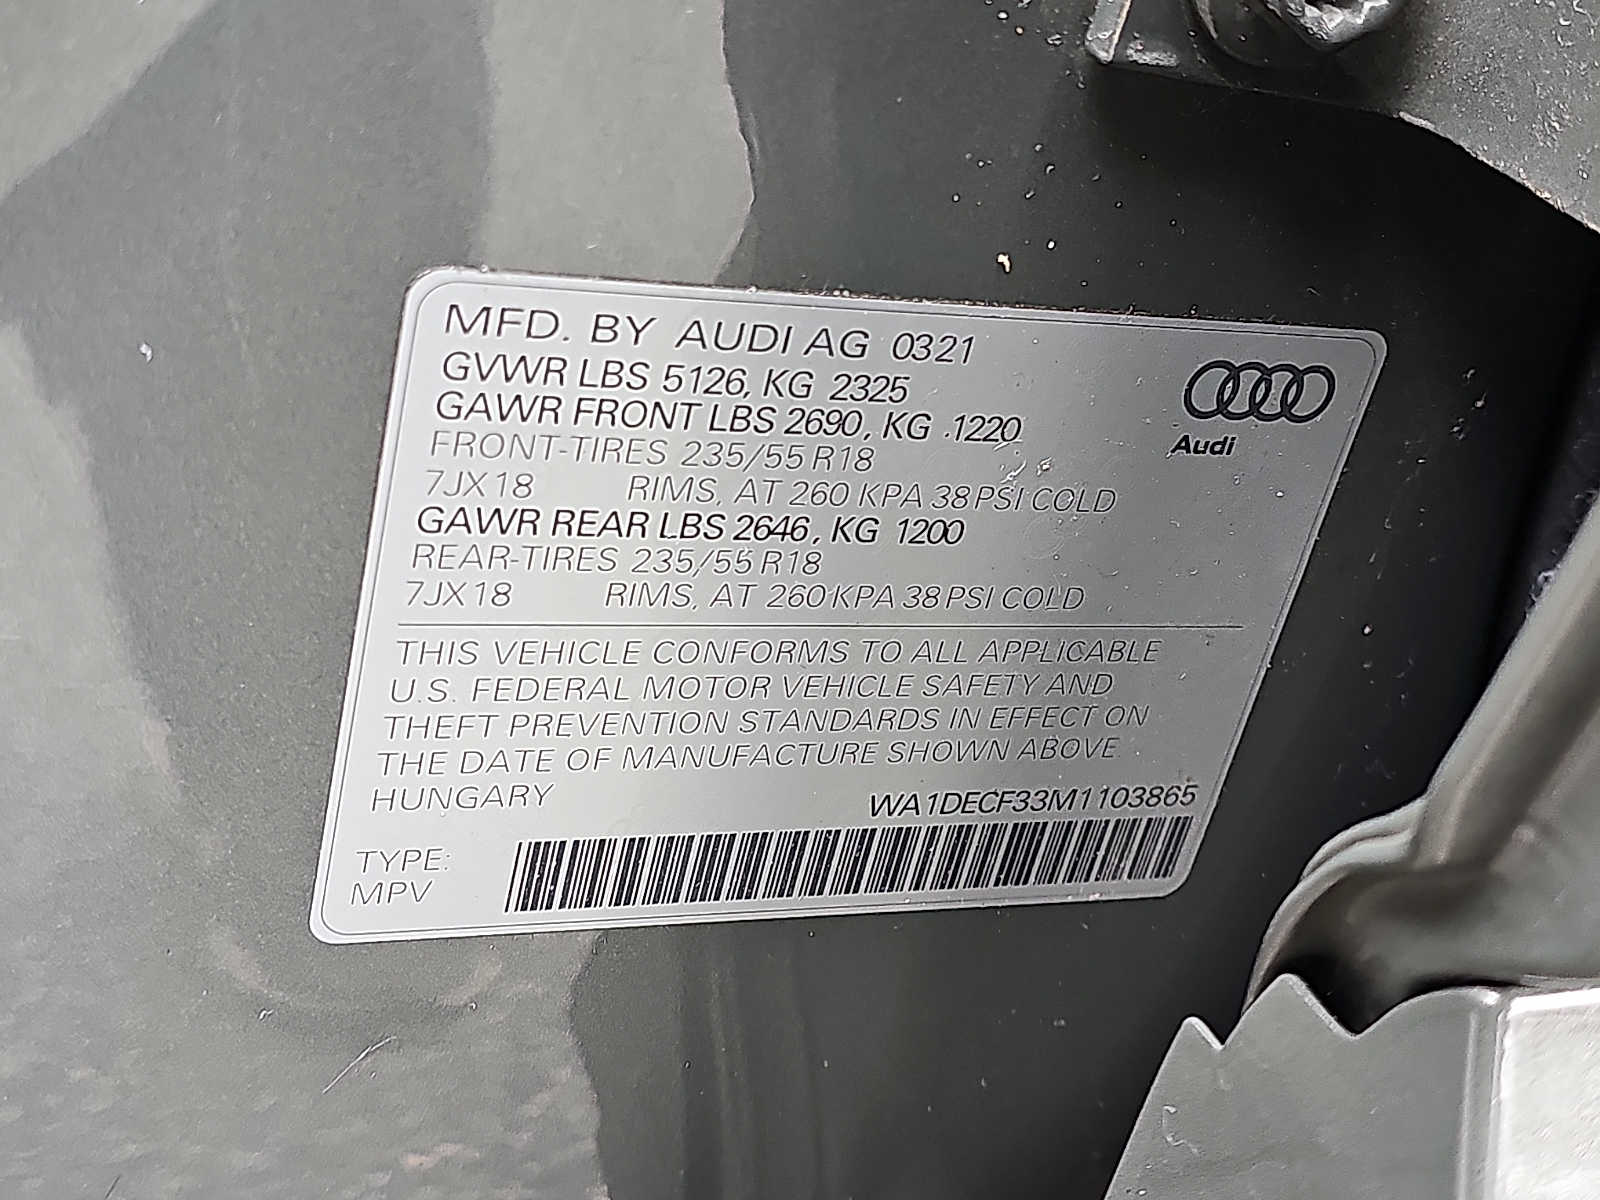 MFD. BY AUDI AG 0321
GVWR LBS 5126, KG 2325
GAWR FRONT LBS 2690, KG 1220
FRONT-TIRES 235/55 R18
7JX18 RIMS, AT 260 KPA 38 PSI COLD
GAWR REAR LBS 2646, KG 1200
REAR-TIRES 235/55 R18
7JX18 RIMS, AT 260 KPA 38 PSI COLD
Audi
THIS VEHICLE CONFORMS TO ALL APPLICABLE
U.S. FEDERAL MOTOR VEHICLE SAFETY AND
THEFT PREVENTION STANDARDS IN EFFECT ON
THE DATE OF MANUFACTURE SHOWN ABOVE
HUNGARY WA1DECF33M1103865
TYPE:
MPV